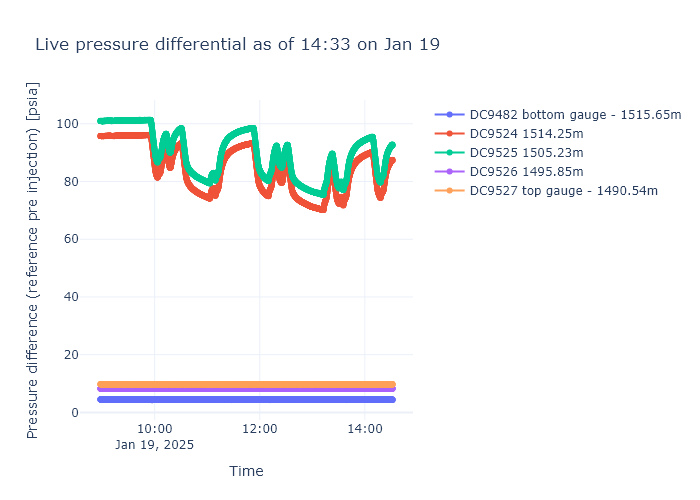 Live pressure differential as of 14:33 on Jan 19
Pressure difference (reference pre injection) [psia]
100
80
60
40
20
0
10:00
Jan 19, 2025
12:00
14:00
Time
DC9482 bottom gauge - 1515.65m
DC9524 1514.25m
DC9525 1505.23m
DC9526 1495.85m
DC9527 top gauge - 1490.54m